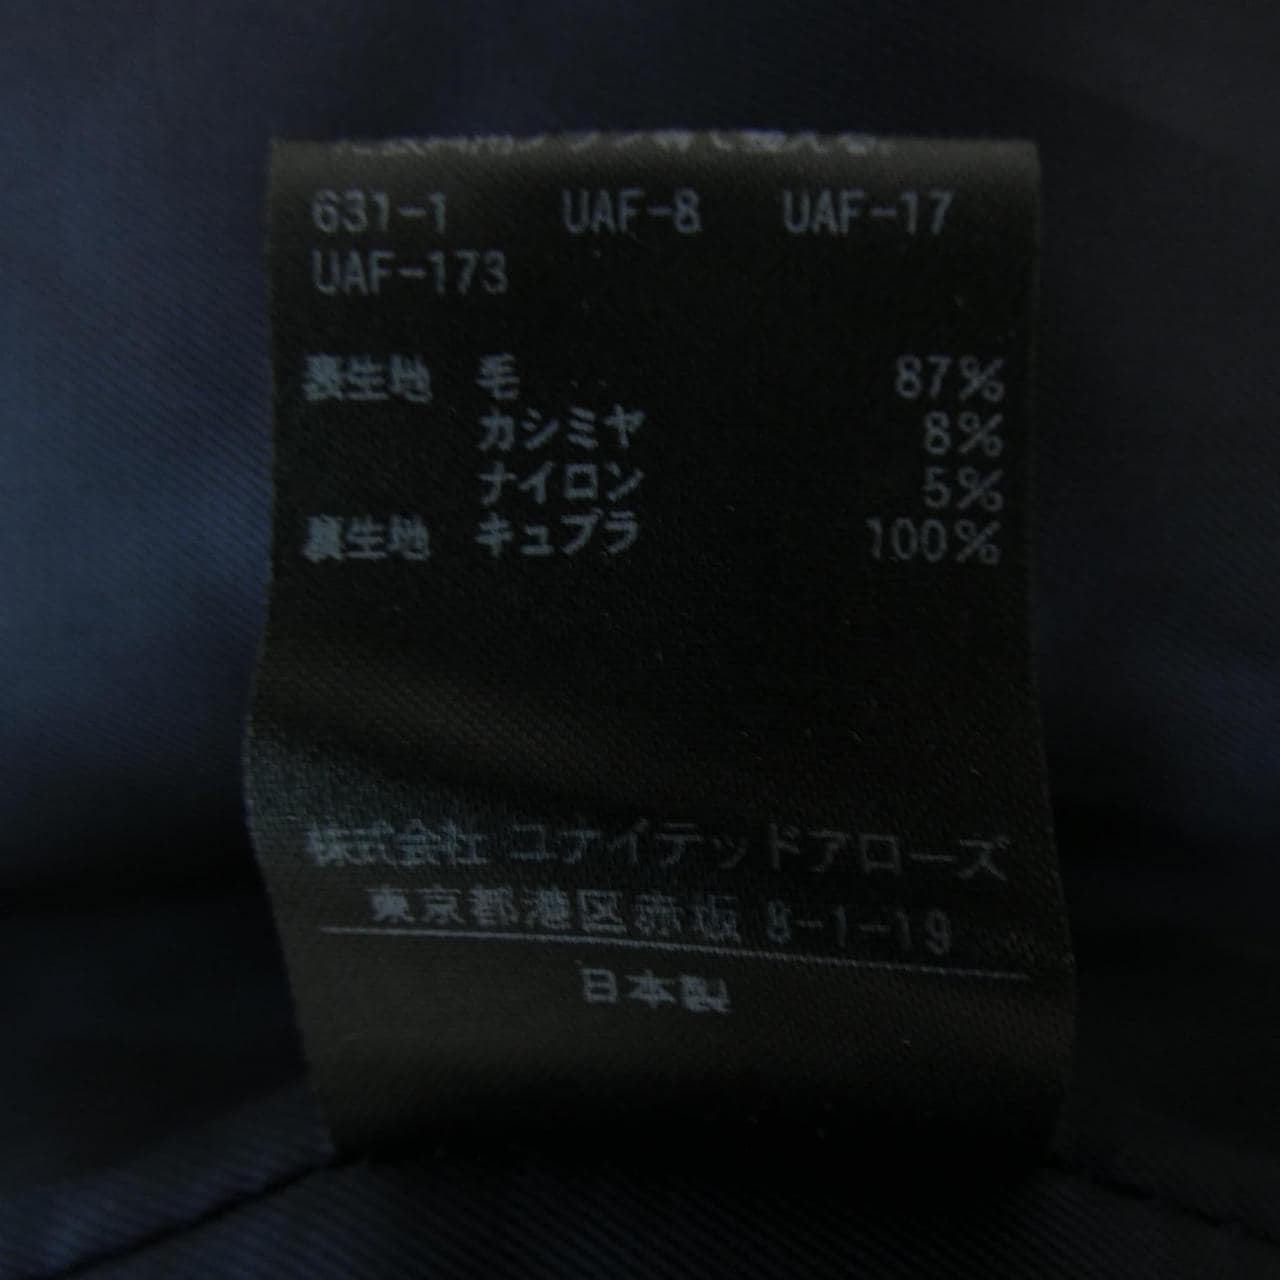 631-1 UAF-8 UAF-17
UAF-173
表生地 毛 87%
カシミヤ 8%
ナイロン 5%
裏生地 キュプラ 100%
株式会社 ユナイテッドアローズ
東京都港区赤坂 8-1-19
日本製